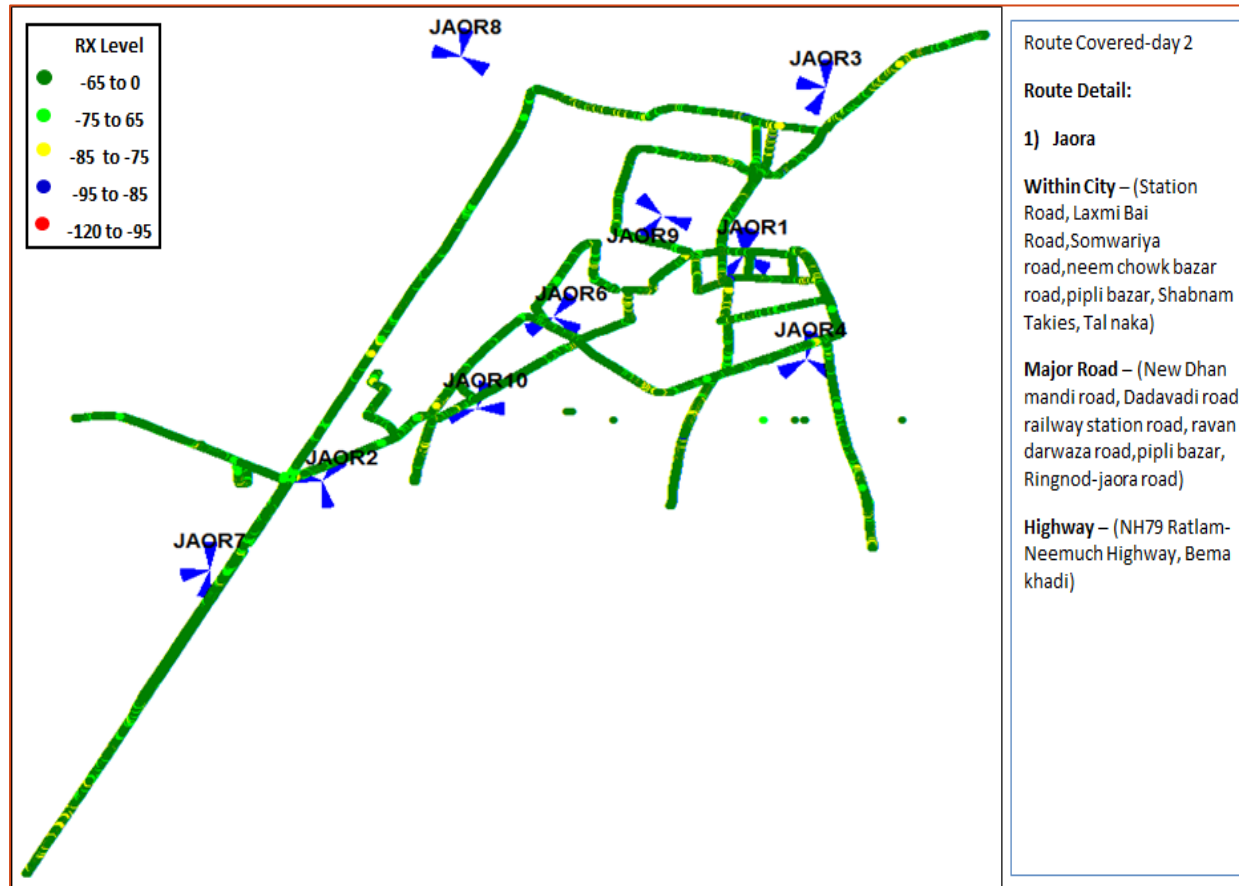 RX Level
-65 to 0
-75 to 65
-85 to -75
-95 to -85
-120 to -95
JAOR8
JAOR3
JAOR9
JAOR1
JAOR6
JAOR4
JAOR10
JAOR2
JAOR7
Route Covered-day 2
Route Detail:
1) Jaora
Within City – (Station
Road, Laxmi Bai
Road,Somwariya
road,neem chowk bazar
road,pipli bazar, Shabnam
Takies, Tal naka)
Major Road – (New Dhan
mandi road, Dadavadi road
railway station road, ravan
darwaza road,pipli bazar,
Ringnod-jaora road)
Highway – (NH79 Ratlam-
Neemuch Highway, Bema
khadi)